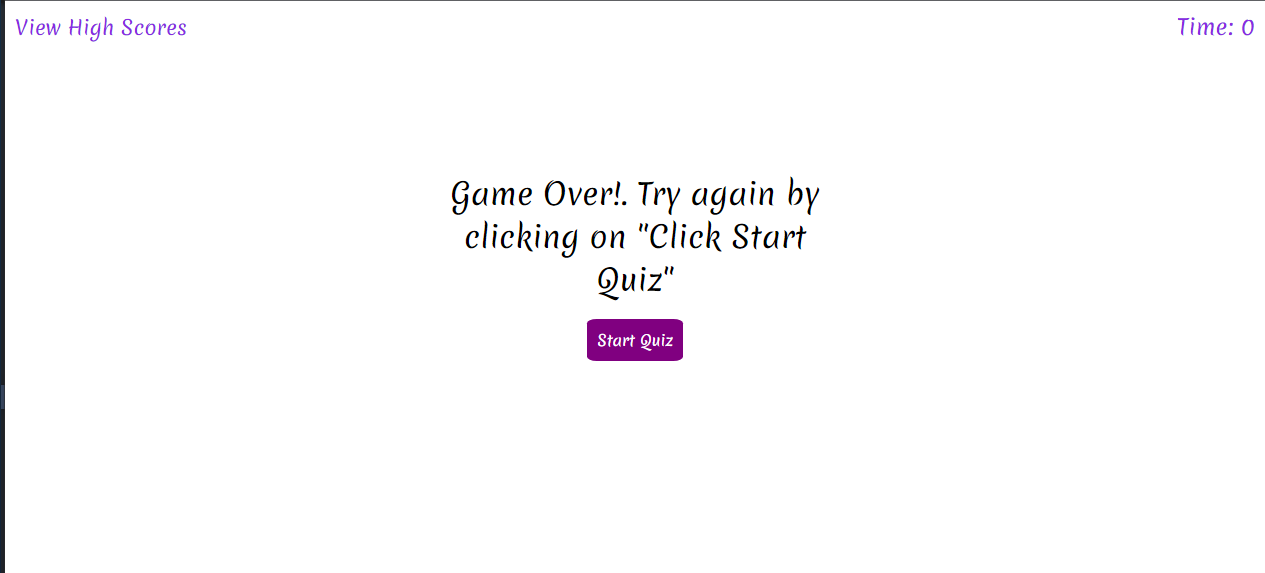 View High Scores
Time: 0
Game Over!. Try again by
clicking on "Click Start
Quiz"
Start Quiz